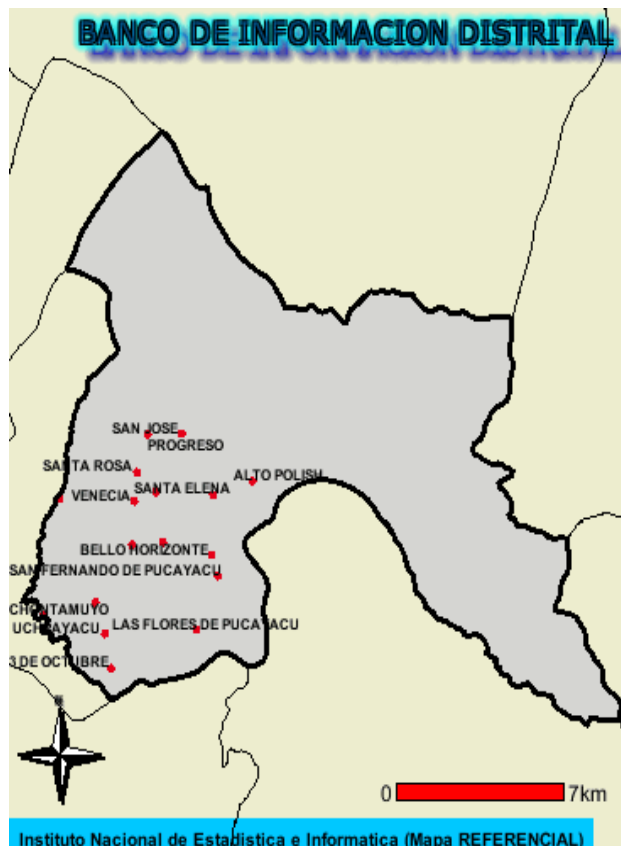 BANCO DE INFORMACION DISTRITAL
SAN JOSE
PROGRESO
SANTA ROSA
ALTO POLISH
SANTA ELENA
VENECIA
BELLO HORIZONTE
SAN FERNANDO DE PUCAYACU
CHONTAMUYO
UCHPAYACU
LAS FLORES DE PUCAYACU
3 DE OCTUBRE
0 7km
Instituto Nacional de Estadistica e Informatica (Mapa REFERENCIAL)